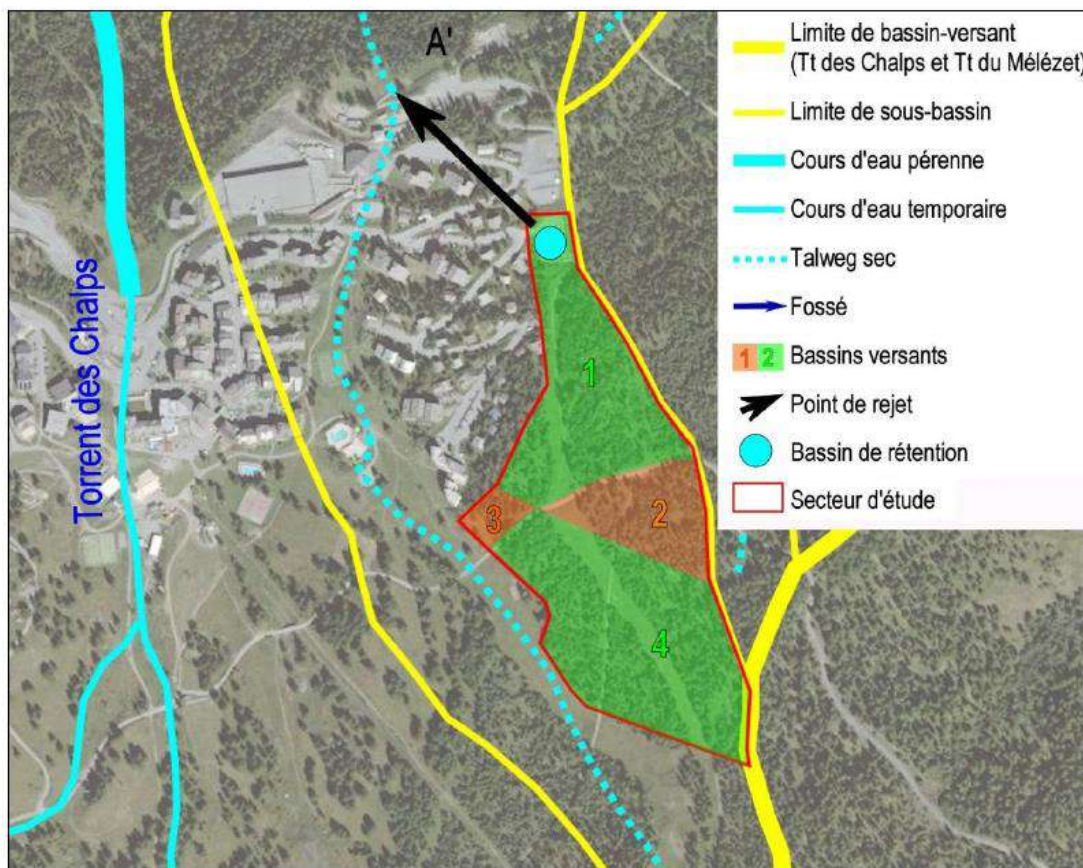 A'
Torrent des Chalps
1
2
3
4
Limite de bassin-versant
(Tt des Chalps et Tt du Mélézet)
Limite de sous-bassin
Cours d'eau pérenne
Cours d'eau temporaire
Talweg sec
Fossé
1 2 Bassins versants
Point de rejet
Bassin de rétention
Secteur d'étude